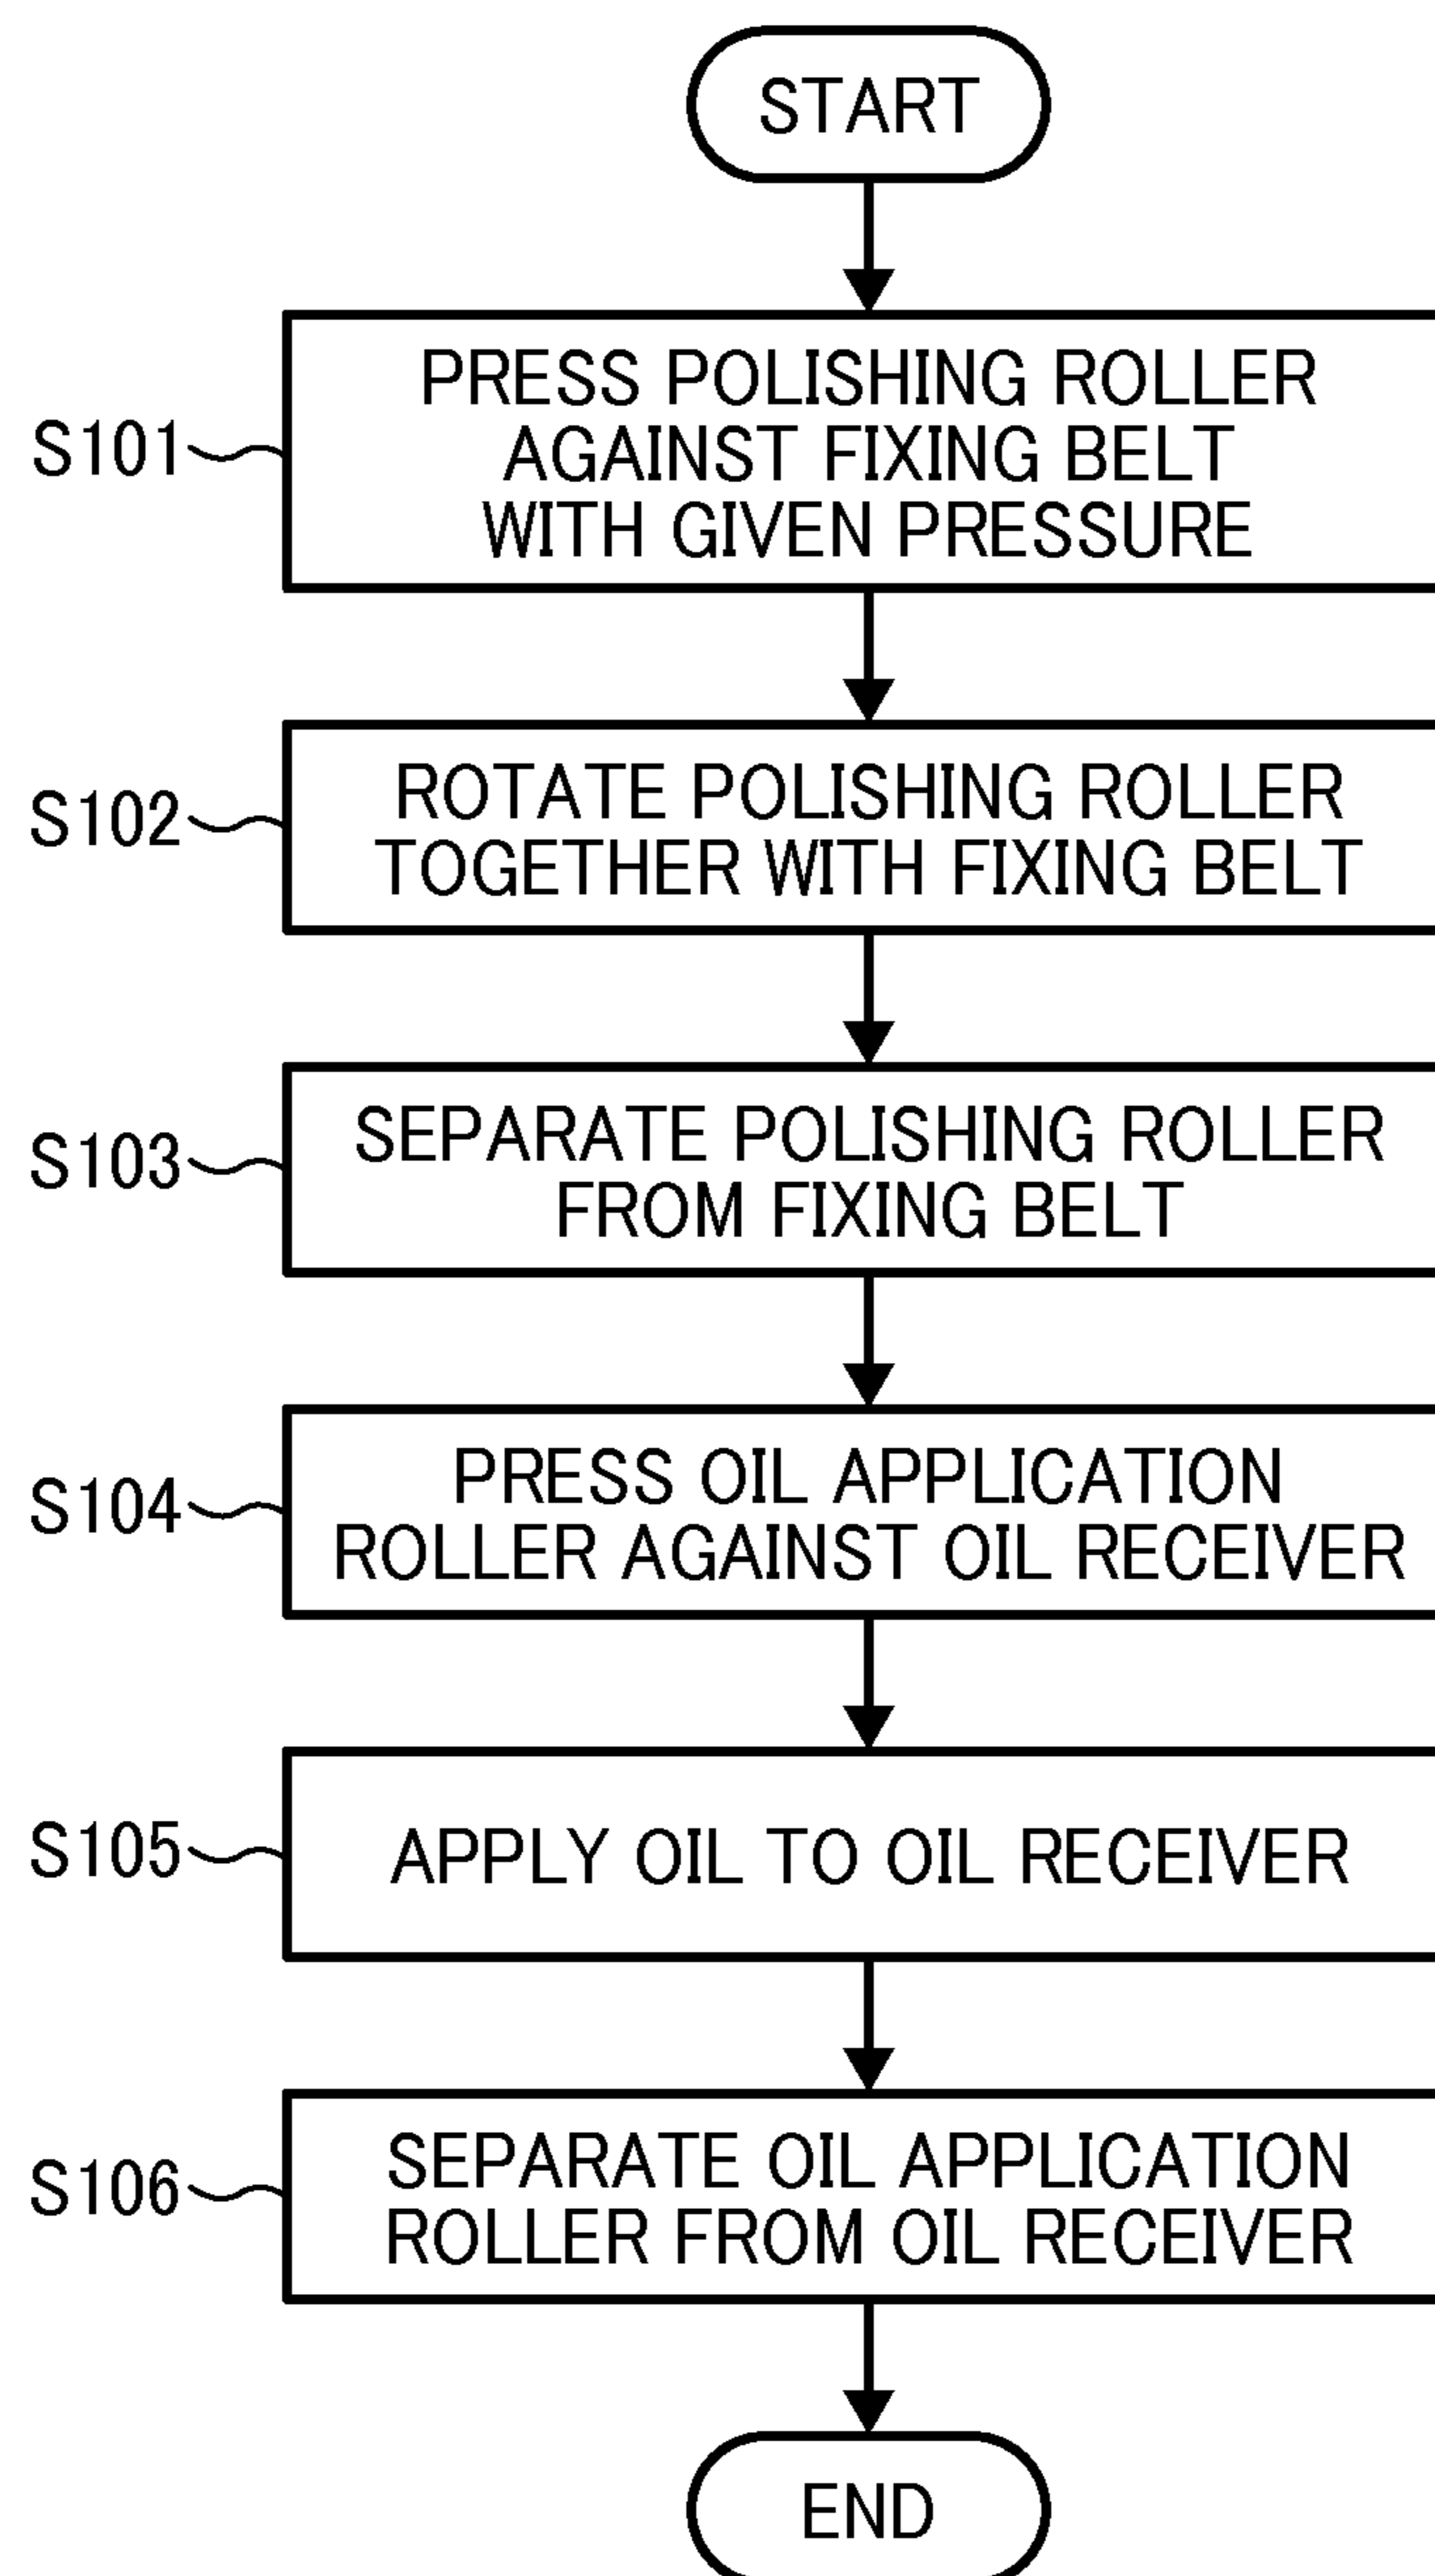 START
S101
PRESS POLISHING ROLLER
AGAINST FIXING BELT
WITH GIVEN PRESSURE
S102
ROTATE POLISHING ROLLER
TOGETHER WITH FIXING BELT
S103
SEPARATE POLISHING ROLLER
FROM FIXING BELT
S104
PRESS OIL APPLICATION
ROLLER AGAINST OIL RECEIVER
S105
APPLY OIL TO OIL RECEIVER
S106
SEPARATE OIL APPLICATION
ROLLER FROM OIL RECEIVER
END